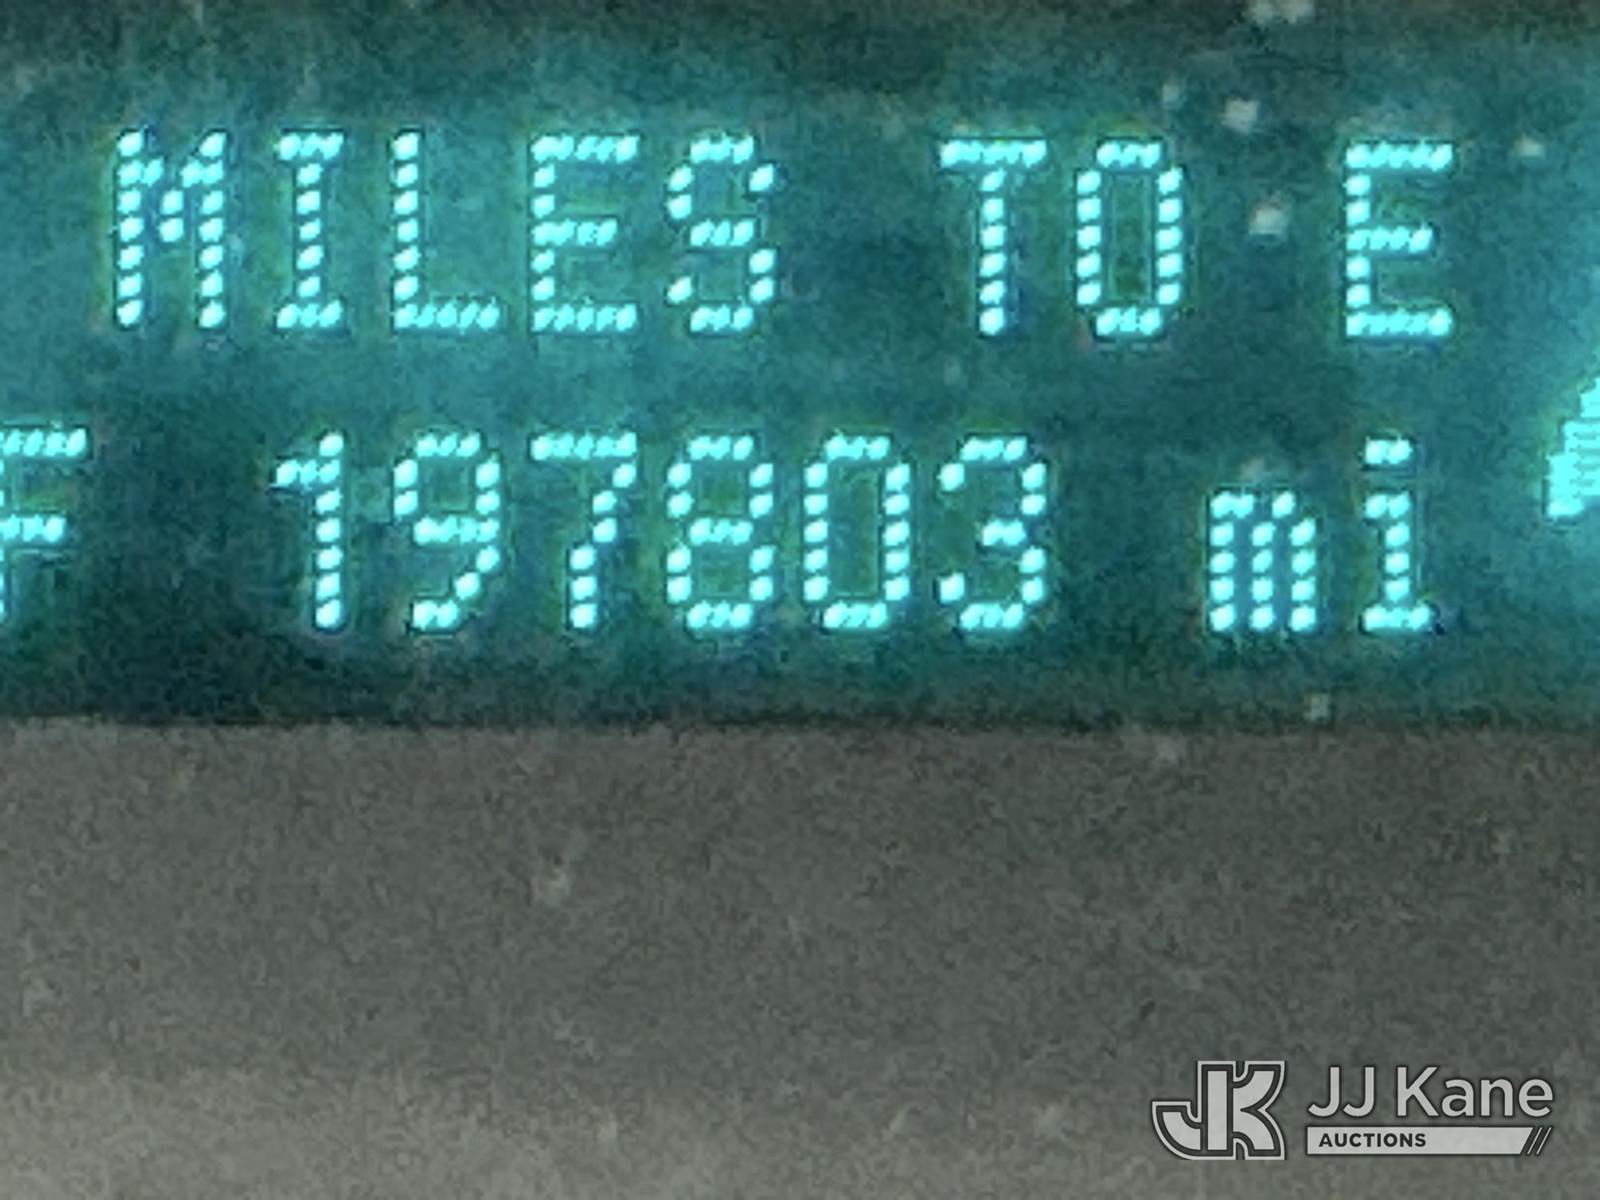 MILES TO E
F 197803 mi
JJ Kane
AUCTIONS